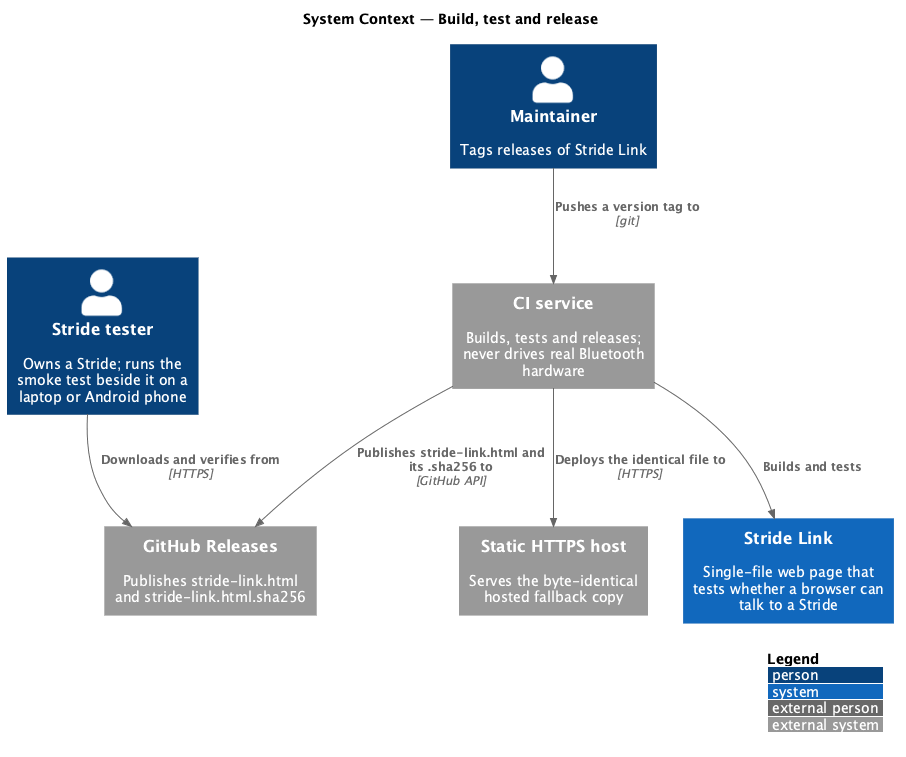 System Context — Build, test and release
Maintainer
Tags releases of Stride Link
Pushes a version tag to
[git]
Stride tester
Owns a Stride; runs the
smoke test beside it on a
laptop or Android phone
CI service
Builds, tests and releases;
never drives real Bluetooth
hardware
Downloads and verifies from
[HTTPS]
Publishes stride-link.html and
its .sha256 to
[GitHub API]
Deploys the identical file to
[HTTPS]
Builds and tests
GitHub Releases
Publishes stride-link.html
and stride-link.html.sha256
Static HTTPS host
Serves the byte-identical
hosted fallback copy
Stride Link
Single-file web page that
tests whether a browser can
talk to a Stride
Legend
person
system
external person
external system